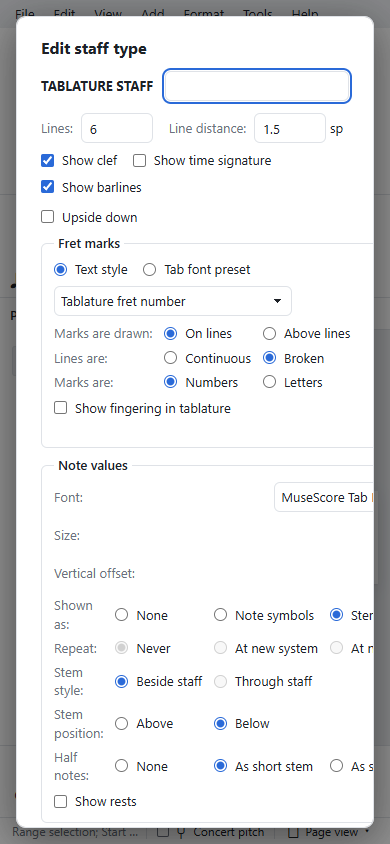 File Edit View Add Format Tools Help
Edit staff type
TABLATURE STAFF
Lines: 6 Line distance: 1.5 sp
Show clef Show time signature
Show barlines
Upside down
Fret marks
Text style Tab font preset
Tablature fret number
Marks are drawn: On lines Above lines
Lines are: Continuous Broken
Marks are: Numbers Letters
Show fingering in tablature
Note values
Font: MuseScore Tab
Size:
Vertical offset:
Shown as: None Note symbols
Repeat: Never At new system
Stem style: Beside staff Through staff
Stem position: Above Below
Half notes: None As short stem
Show rests
Range selection; Start ... Concert pitch Page view